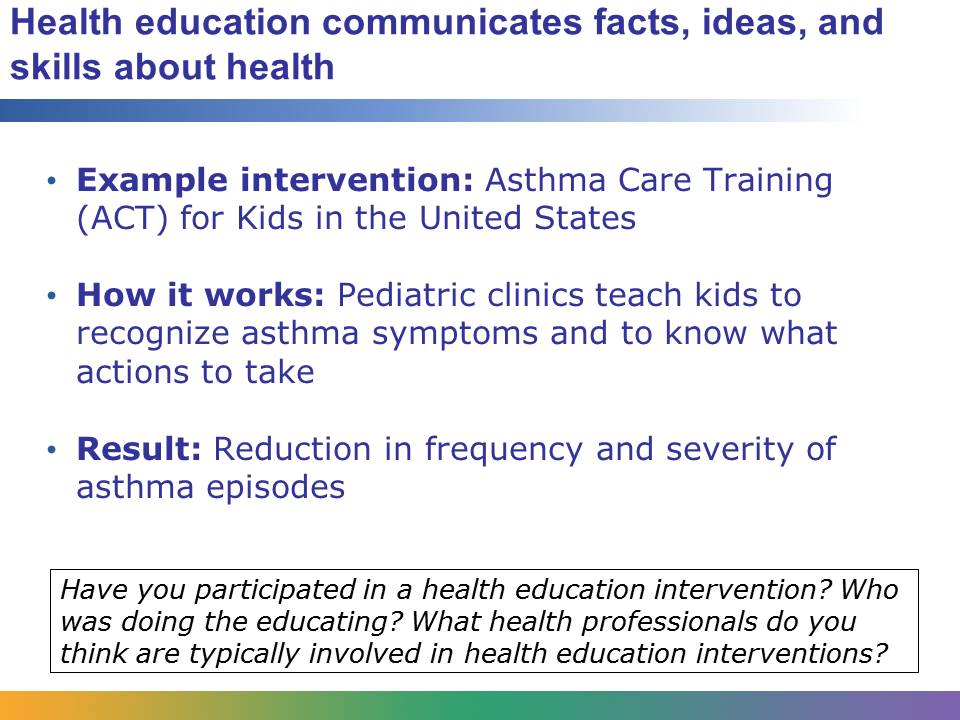 Health education communicates facts, ideas, and
skills about health
• Example intervention: Asthma Care Training
(ACT) for Kids in the United States
• How it works: Pediatric clinics teach kids to
recognize asthma symptoms and to know what
actions to take
• Result: Reduction in frequency and severity of
asthma episodes
Have you participated in a health education intervention? Who
was doing the educating? What health professionals do you
think are typically involved in health education interventions?